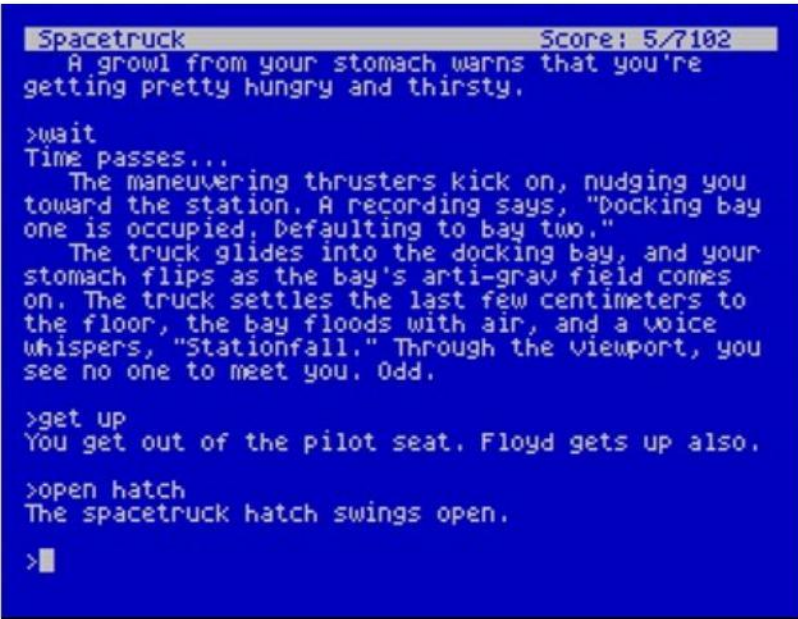 Spacetruck Score: 5/7102
A growl from your stomach warns that you're
getting pretty hungry and thirsty.
>wait
Time passes...
The maneuvering thrusters kick on, nudging you
toward the station. A recording says, "Docking bay
one is occupied. Defaulting to bay two."
The truck glides into the docking bay, and your
stomach flips as the bay's arti-grav field comes
on. The truck settles the last few centimeters to
the floor, the bay floods with air, and a voice
whispers, "Stationfall." Through the viewport, you
see no one to meet you. Odd.
>get up
You get out of the pilot seat. Floyd gets up also.
>open hatch
The spacetruck hatch swings open.
>